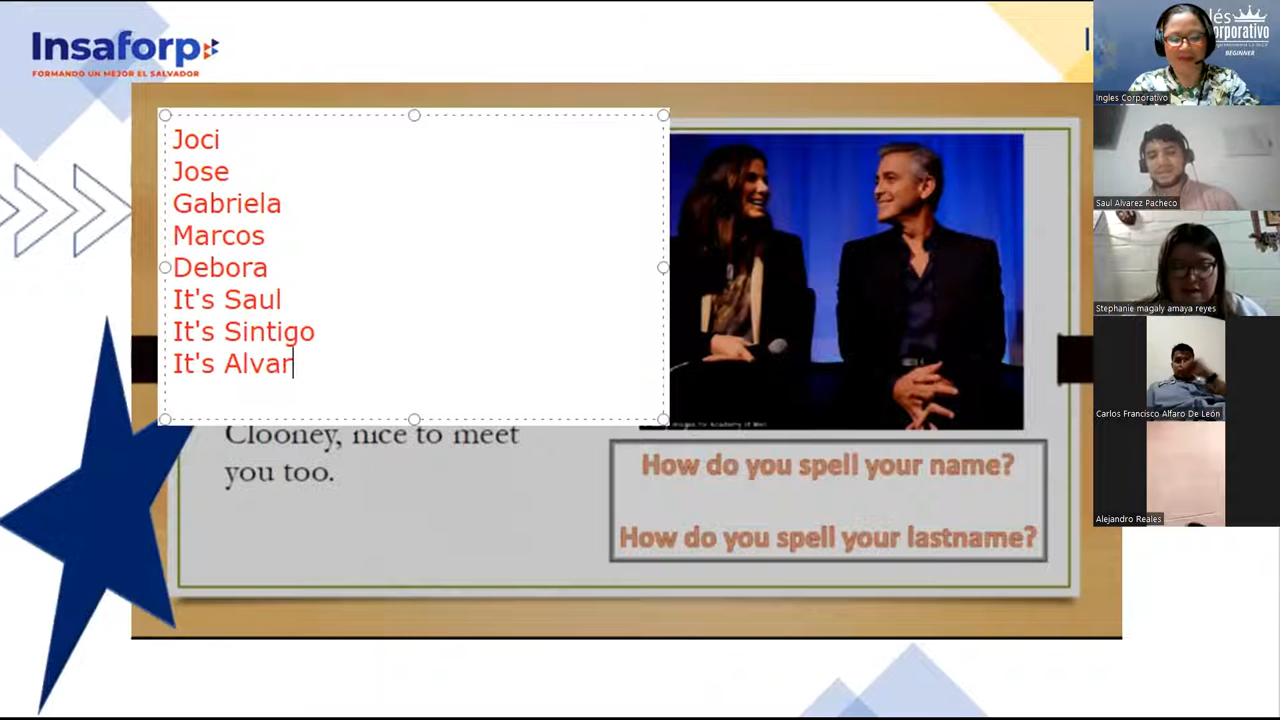 Insaforp
FORMANDO UN MEJOR EL SALVADOR
Joci
Jose
Gabriela
Marcos
Debora
It's Saul
It's Sintigo
It's Alvar
Clooney, nice to meet
you too.
How do you spell your name?
How do you spell your lastname?
BEGINNER
Ingles Corporativo
Saul Alvarez Pacheco
Stephanie magaly amaya reyes
Carlos Francisco Alfaro De León
Alejandro Reales